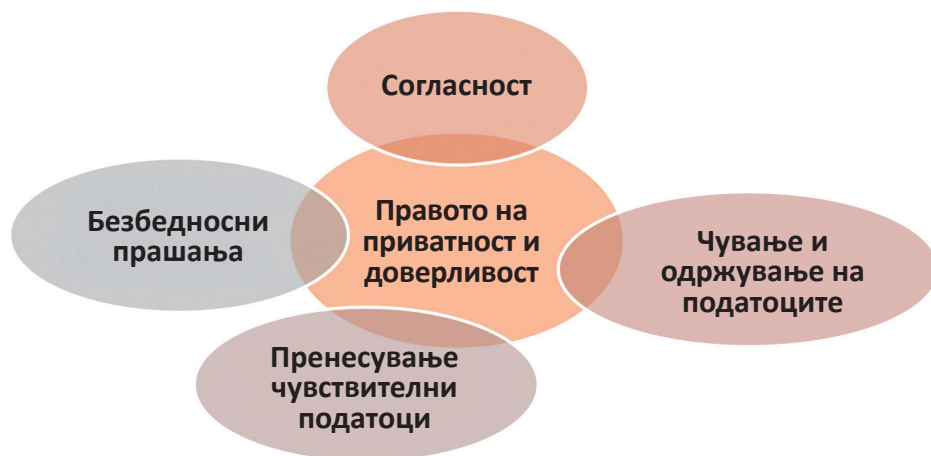 Согласност
Безбедносни
прашања
Правото на
приватност и
доверливост
Чување и
одржување на
податоците
Пренесување
чувствителни
податоци